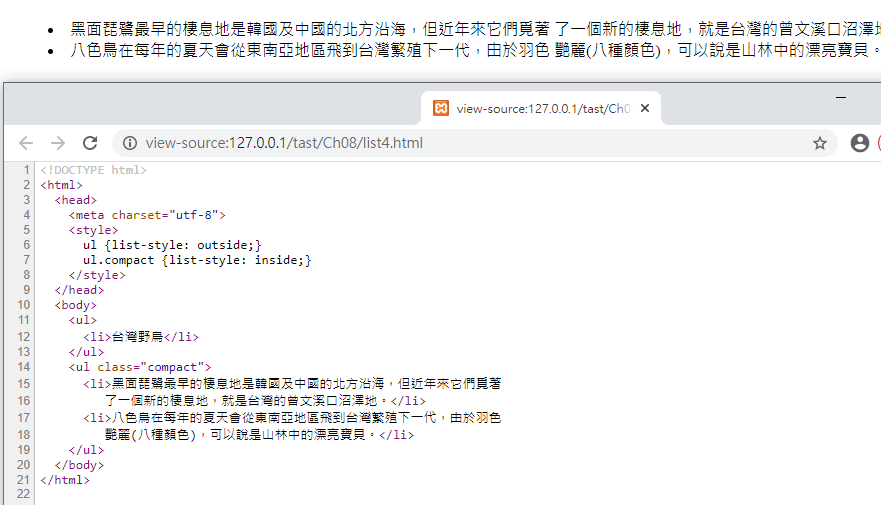 • 黑面琵鷺最早的棲息地是韓國及中國的北方沿海，但近年來它們覓著 了一個新的棲息地，就是台灣的曾文溪口沼澤地
• 八色鳥在每年的夏天會從東南亞地區飛到台灣繁殖下一代，由於羽色 艷麗(八種顏色)，可以說是山林中的漂亮寶貝。
view-source:127.0.0.1/tast/Ch0
view-source:127.0.0.1/tast/Ch08/list4.html
1 <!DOCTYPE html>
2 <html>
3 <head>
4 <meta charset="utf-8">
5 <style>
6 ul {list-style: outside;}
7 ul.compact {list-style: inside;}
8 </style>
9 </head>
10 <body>
11 <ul>
12 <li>台灣野鳥</li>
13 </ul>
14 <ul class="compact">
15 <li>黑面琵鷺最早的棲息地是韓國及中國的北方沿海，但近年來它們覓著
16 了一個新的棲息地，就是台灣的曾文溪口沼澤地。</li>
17 <li>八色鳥在每年的夏天會從東南亞地區飛到台灣繁殖下一代，由於羽色
18 艷麗(八種顏色)，可以說是山林中的漂亮寶貝。</li>
19 </ul>
20 </body>
21 </html>
22